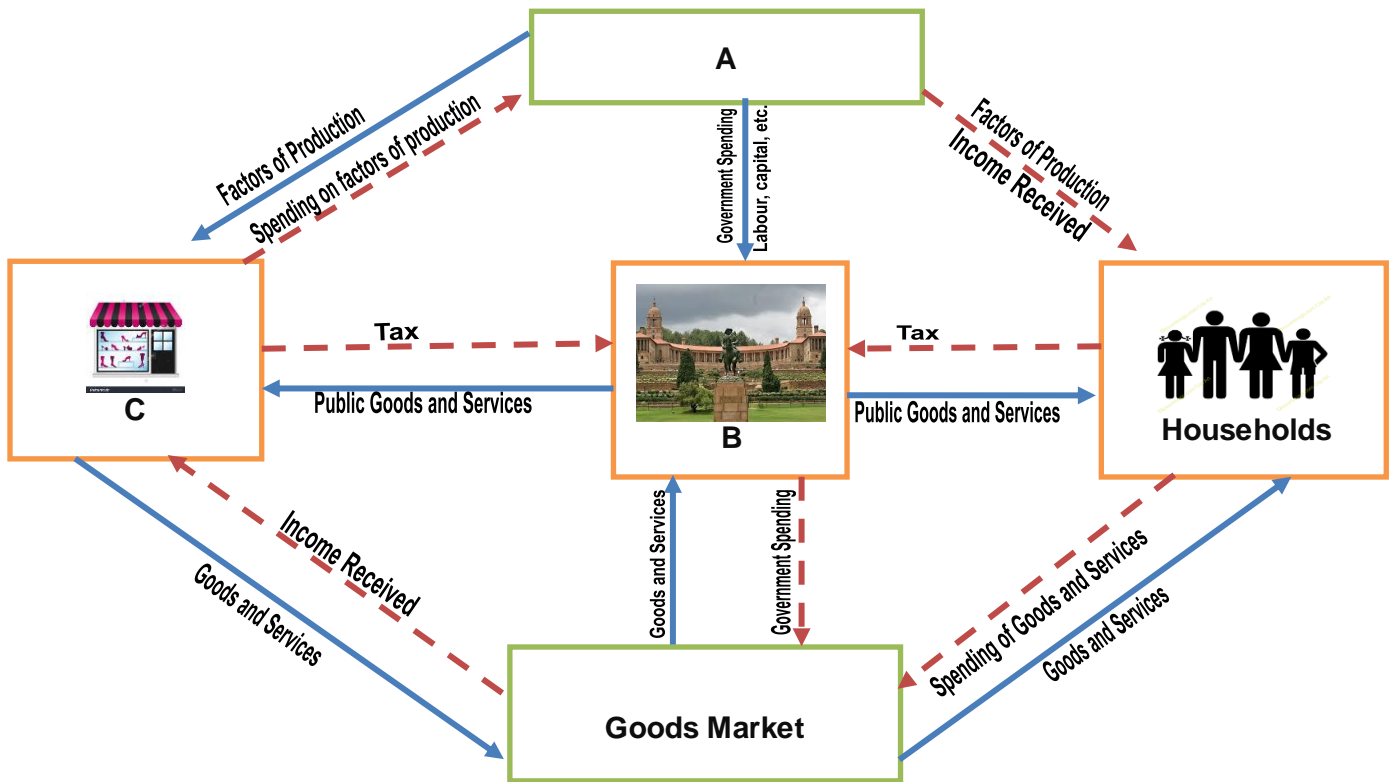 A
Factors of Production
Spending on factors of production
Government Spending
Labour, capital, etc.
Factors of Production
Income Received
C
Tax
Public Goods and Services
B
Tax
Public Goods and Services
Households
Income Received
Goods and Services
Goods and Services
Government Spending
Spending of Goods and Services
Goods and Services
Goods Market